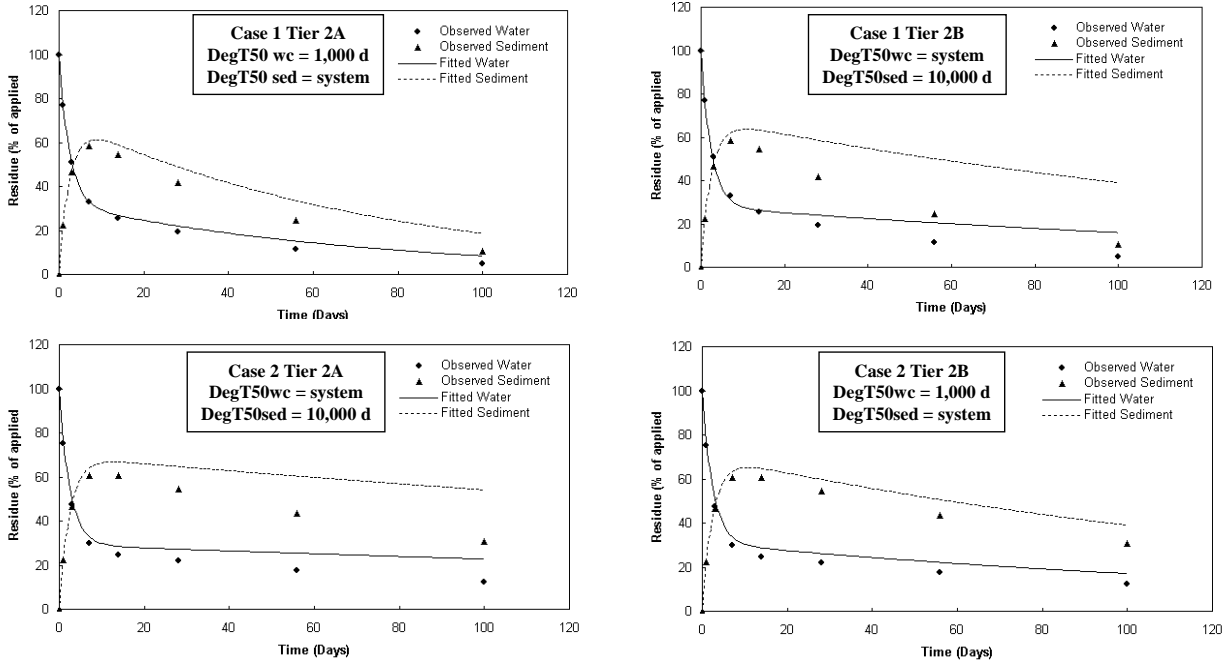 120
100
80
60
40
20
0
Residue (% of applied
0 20 40 60 80 100 120
Time (Days)
Case 1 Tier 2A
DegT50 wc = 1,000 d
DegT50 sed = system
Observed Water
Observed Sediment
Fitted Water
Fitted Sediment
120
100
80
60
40
20
0
Residue (% of applied
0 20 40 60 80 100 120
Time (Days)
Case 1 Tier 2B
DegT50wc = system
DegT50sed = 10,000 d
Observed Water
Observed Sediment
Fitted Water
Fitted Sediment
120
100
80
60
40
20
0
Residue (% of applied
0 20 40 60 80 100 120
Time (Days)
Case 2 Tier 2A
DegT50wc = system
DegT50sed = 10,000 d
Observed Water
Observed Sediment
Fitted Water
Fitted Sediment
120
100
80
60
40
20
0
Residue (% of applied
0 20 40 60 80 100 120
Time (Days)
Case 2 Tier 2B
DegT50wc = 1,000 d
DegT50sed = system
Observed Water
Observed Sediment
Fitted Water
Fitted Sediment